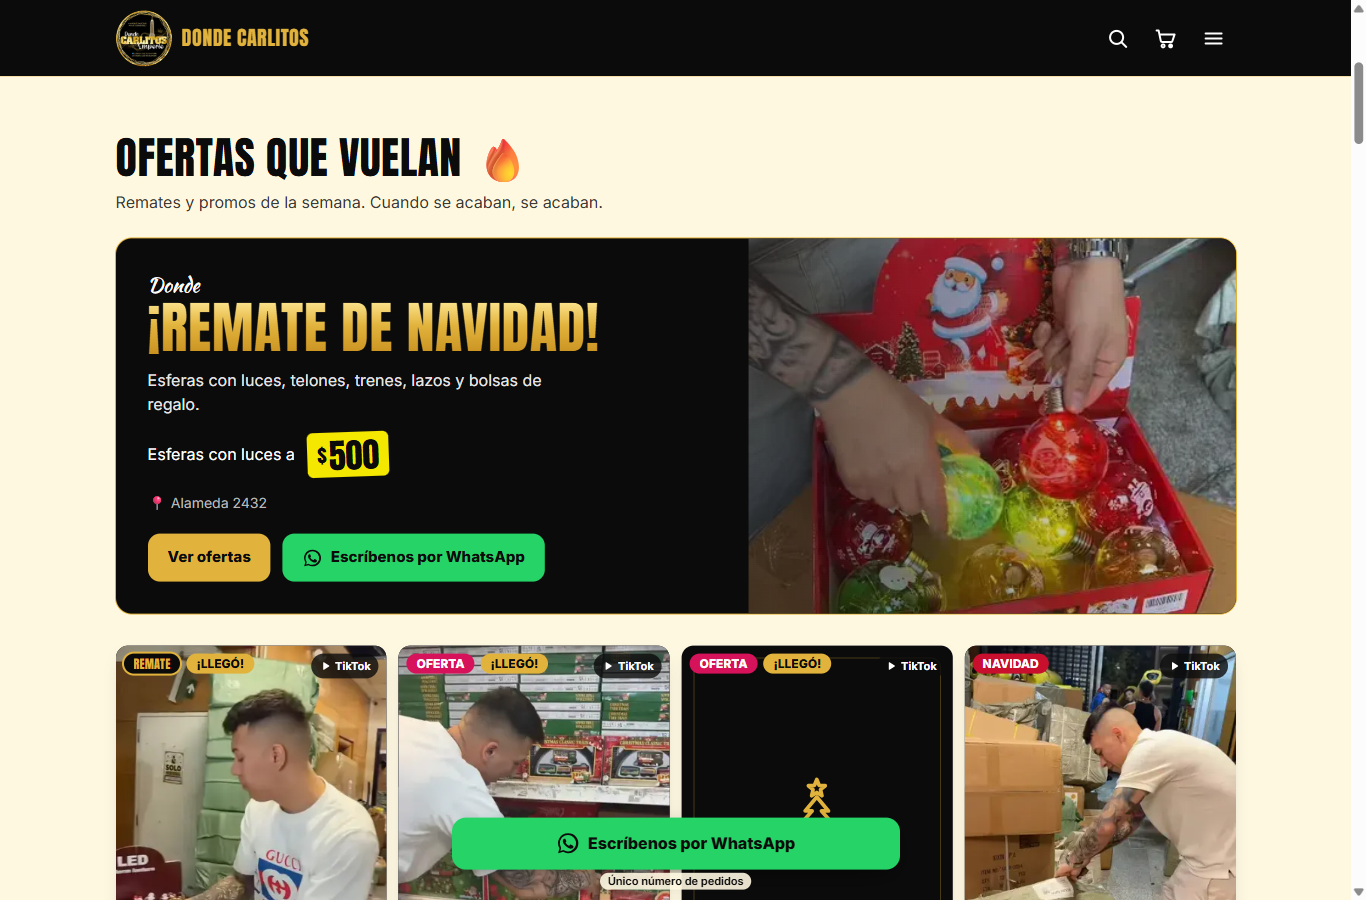 DONDE CARLITOS
OFERTAS QUE VUELAN
Remates y promos de la semana. Cuando se acaban, se acaban.
Donde
¡REMATE DE NAVIDAD!
Esferas con luces, telones, trenes, lazos y bolsas de
regalo.
Esferas con luces a $500
Alameda 2432
Ver ofertas
Escríbenos por WhatsApp
REMATE
¡LLEGÓ!
TikTok
OFERTA
¡LLEGÓ!
TikTok
OFERTA
¡LLEGÓ!
TikTok
NAVIDAD
TikTok
SOLO
LED
GUCCI
Escríbenos por WhatsApp
Único número de pedidos